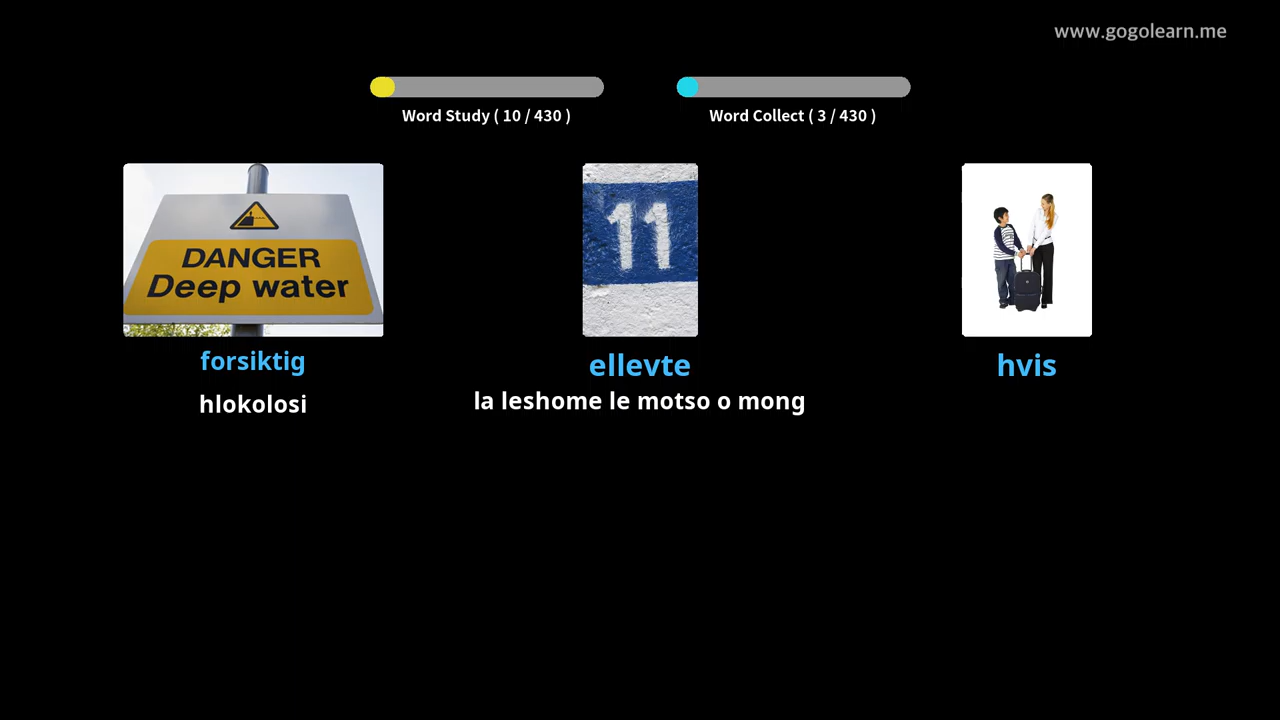 www.gogolearn.me
Word Study ( 10 / 430 )
Word Collect ( 3 / 430 )
DANGER
Deep water
11
forsiktig
ellevte
hvis
hlokolosi
la leshome le motso o mong